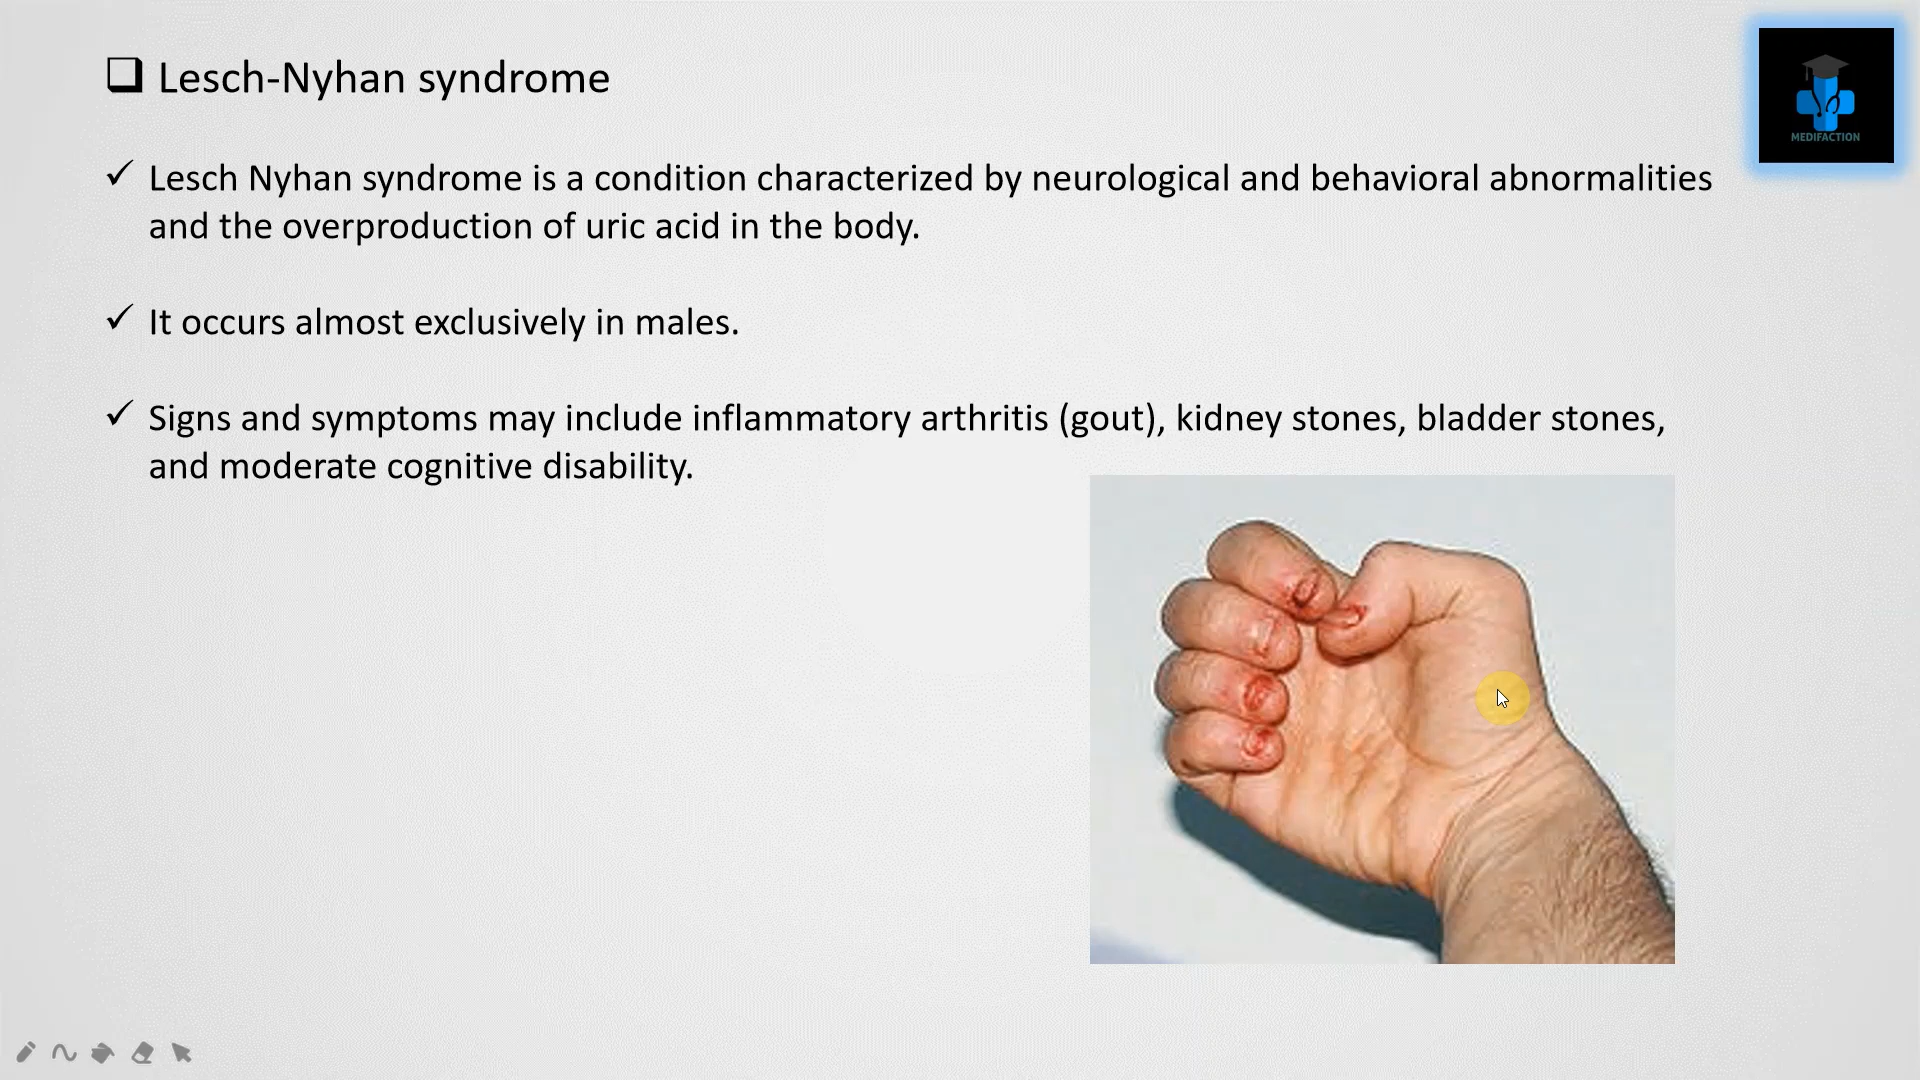 Lesch-Nyhan syndrome
MEDIFACTION
Lesch Nyhan syndrome is a condition characterized by neurological and behavioral abnormalities
and the overproduction of uric acid in the body.
It occurs almost exclusively in males.
Signs and symptoms may include inflammatory arthritis (gout), kidney stones, bladder stones,
and moderate cognitive disability.